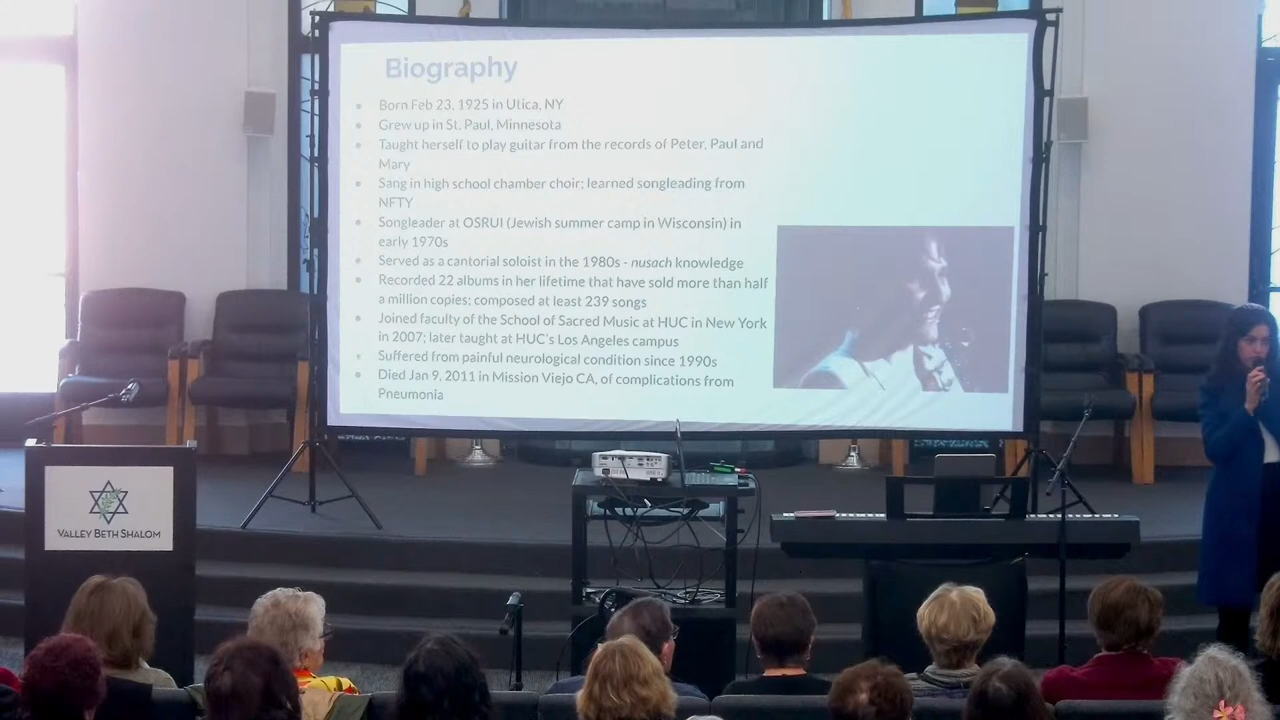 Biography
Born Feb 23, 1925 in Utica, NY
Grew up in St. Paul, Minnesota
Taught herself to play guitar from the records of Peter, Paul and
Mary
Sang in high school chamber choir; learned songleading from
NFTY
Songleader at OSRUI (Jewish summer camp in Wisconsin) in
early 1970s
Served as a cantorial soloist in the 1980s - nusach knowledge
Recorded 22 albums in her lifetime that have sold more than half
a million copies; composed at least 239 songs
Joined faculty of the School of Sacred Music at HUC in New York
in 2007; later taught at HUC's Los Angeles campus
Suffered from painful neurological condition since 1990s
Died Jan 9, 2011 in Mission Viejo CA, of complications from
Pneumonia
VALLEY BETH SHALOM